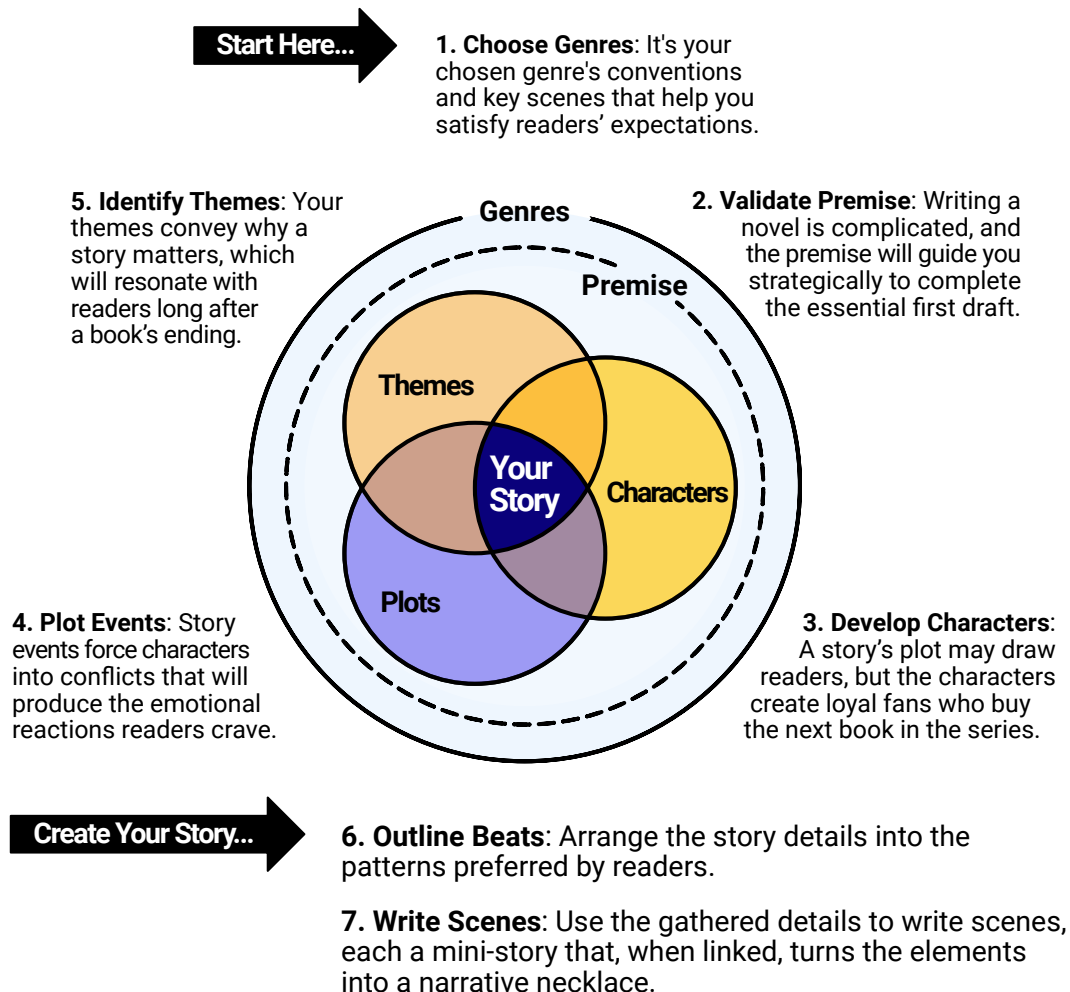 Start Here...
1. Choose Genres: It's your
chosen genre's conventions
and key scenes that help you
satisfy readers’ expectations.
5. Identify Themes: Your
themes convey why a
story matters, which
will resonate with
readers long after
a book’s ending.
Genres
2. Validate Premise: Writing a
novel is complicated, and
the premise will guide you
strategically to complete
the essential first draft.
Premise
Themes
Your
Story
Characters
Plots
4. Plot Events: Story
events force characters
into conflicts that will
produce the emotional
reactions readers crave.
3. Develop Characters:
A story’s plot may draw
readers, but the characters
create loyal fans who buy
the next book in the series.
Create Your Story...
6. Outline Beats: Arrange the story details into the
patterns preferred by readers.
7. Write Scenes: Use the gathered details to write scenes,
each a mini-story that, when linked, turns the elements
into a narrative necklace.